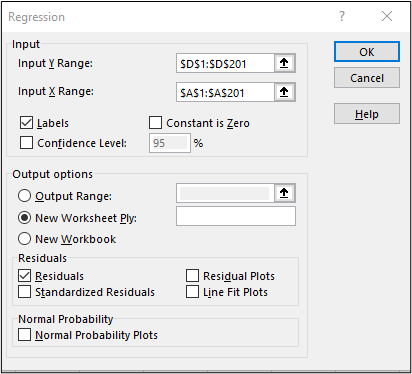 Regression ? ×
Input
Input Y Range: $D$1:$D$201
Input X Range: $A$1:$A$201
Labels Constant is Zero
Confidence Level: 95 %
OK
Cancel
Help
Output options
Output Range:
New Worksheet Ply:
New Workbook
Residuals
Residuals Residual Plots
Standardized Residuals Line Fit Plots
Normal Probability
Normal Probability Plots